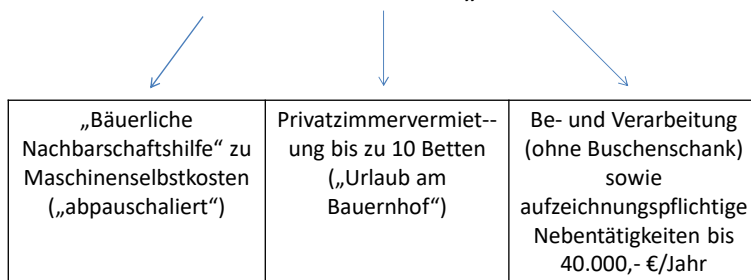 „Bäuerliche
Nachbarschaftshilfe“ zu
Maschinenselbstkosten
(„abpauschaliert“)
Privatzimmervermiet--
ung bis zu 10 Betten
(„Urlaub am
Bauernhof“)
Be- und Verarbeitung
(ohne Buschenschank)
sowie
aufzeichnungspflichtige
Nebentätigkeiten bis
40.000,- €/Jahr